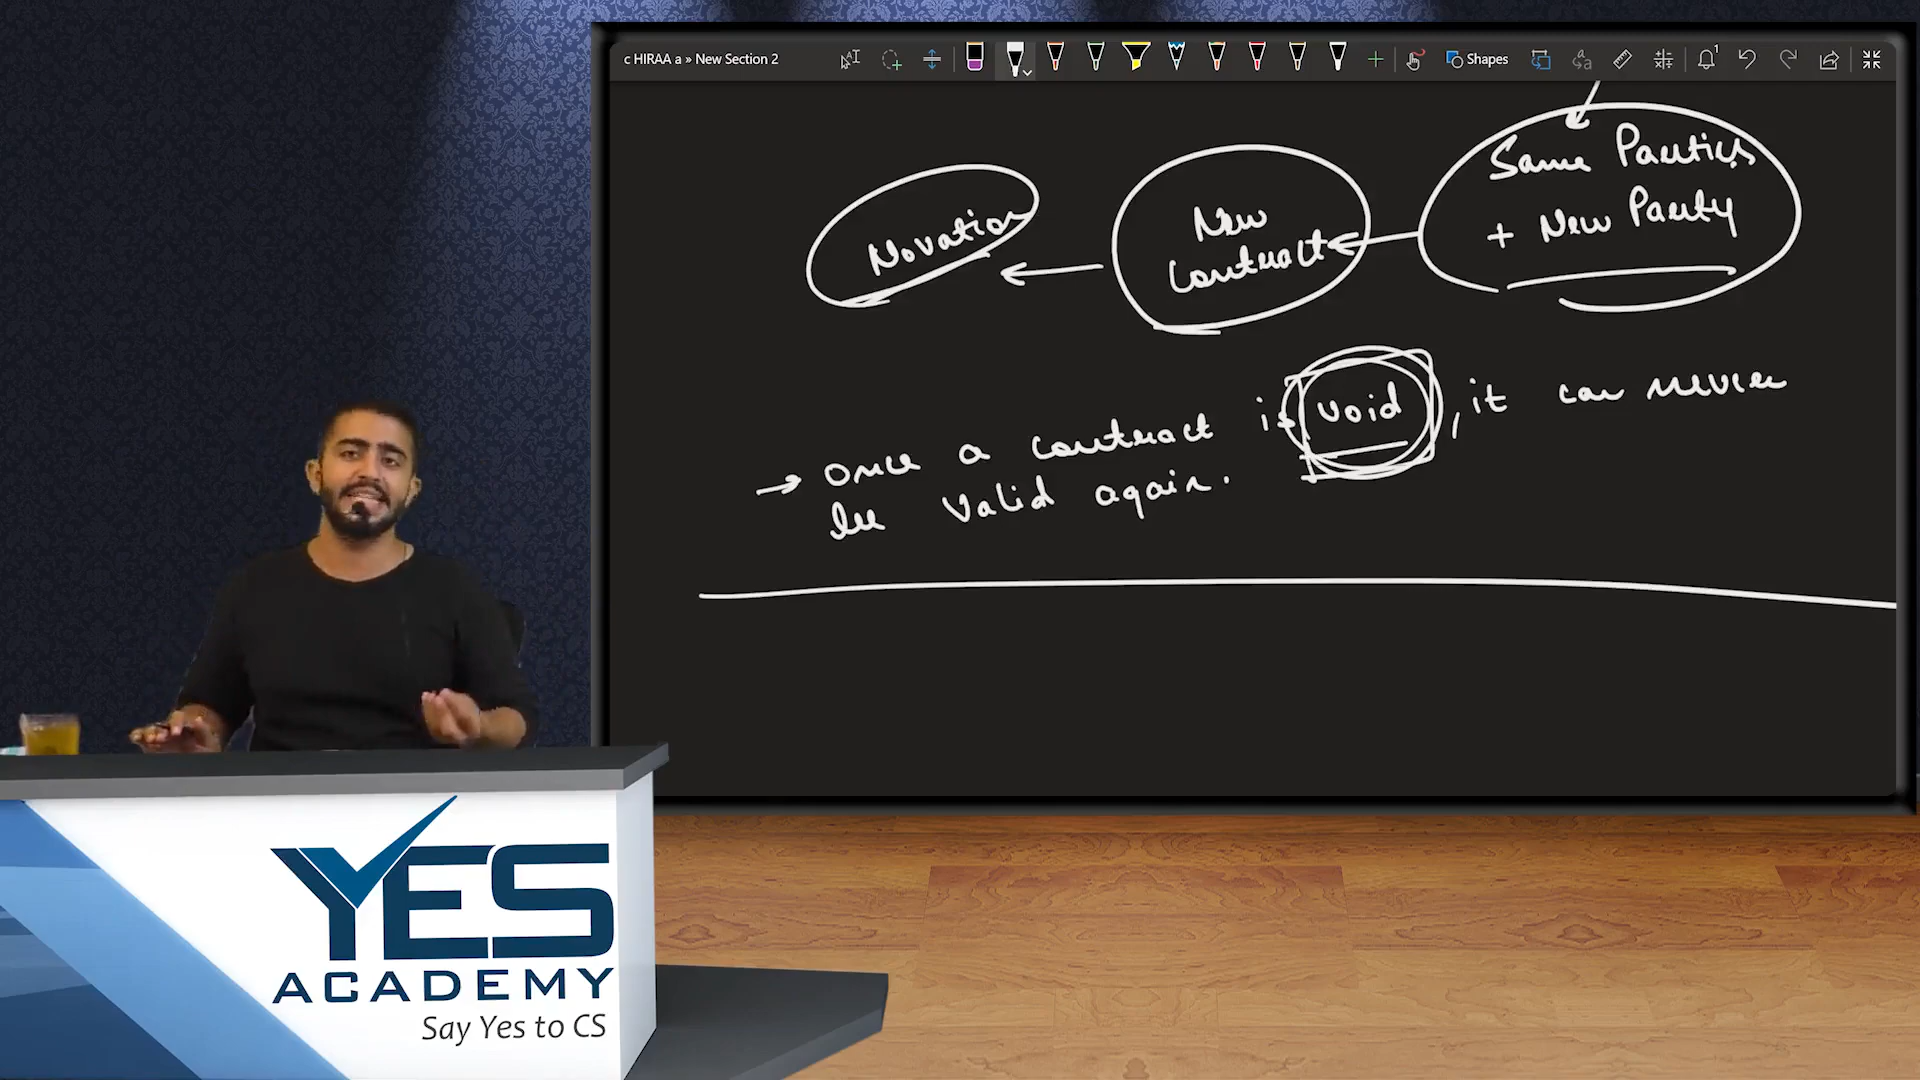 c HIRAA a » New Section 2
Shapes
1
Same Parties
+ New Party
New
Contract
Novation
→ Once a contract is void, it can never
be valid again.
YES
ACADEMY
Say Yes to CS